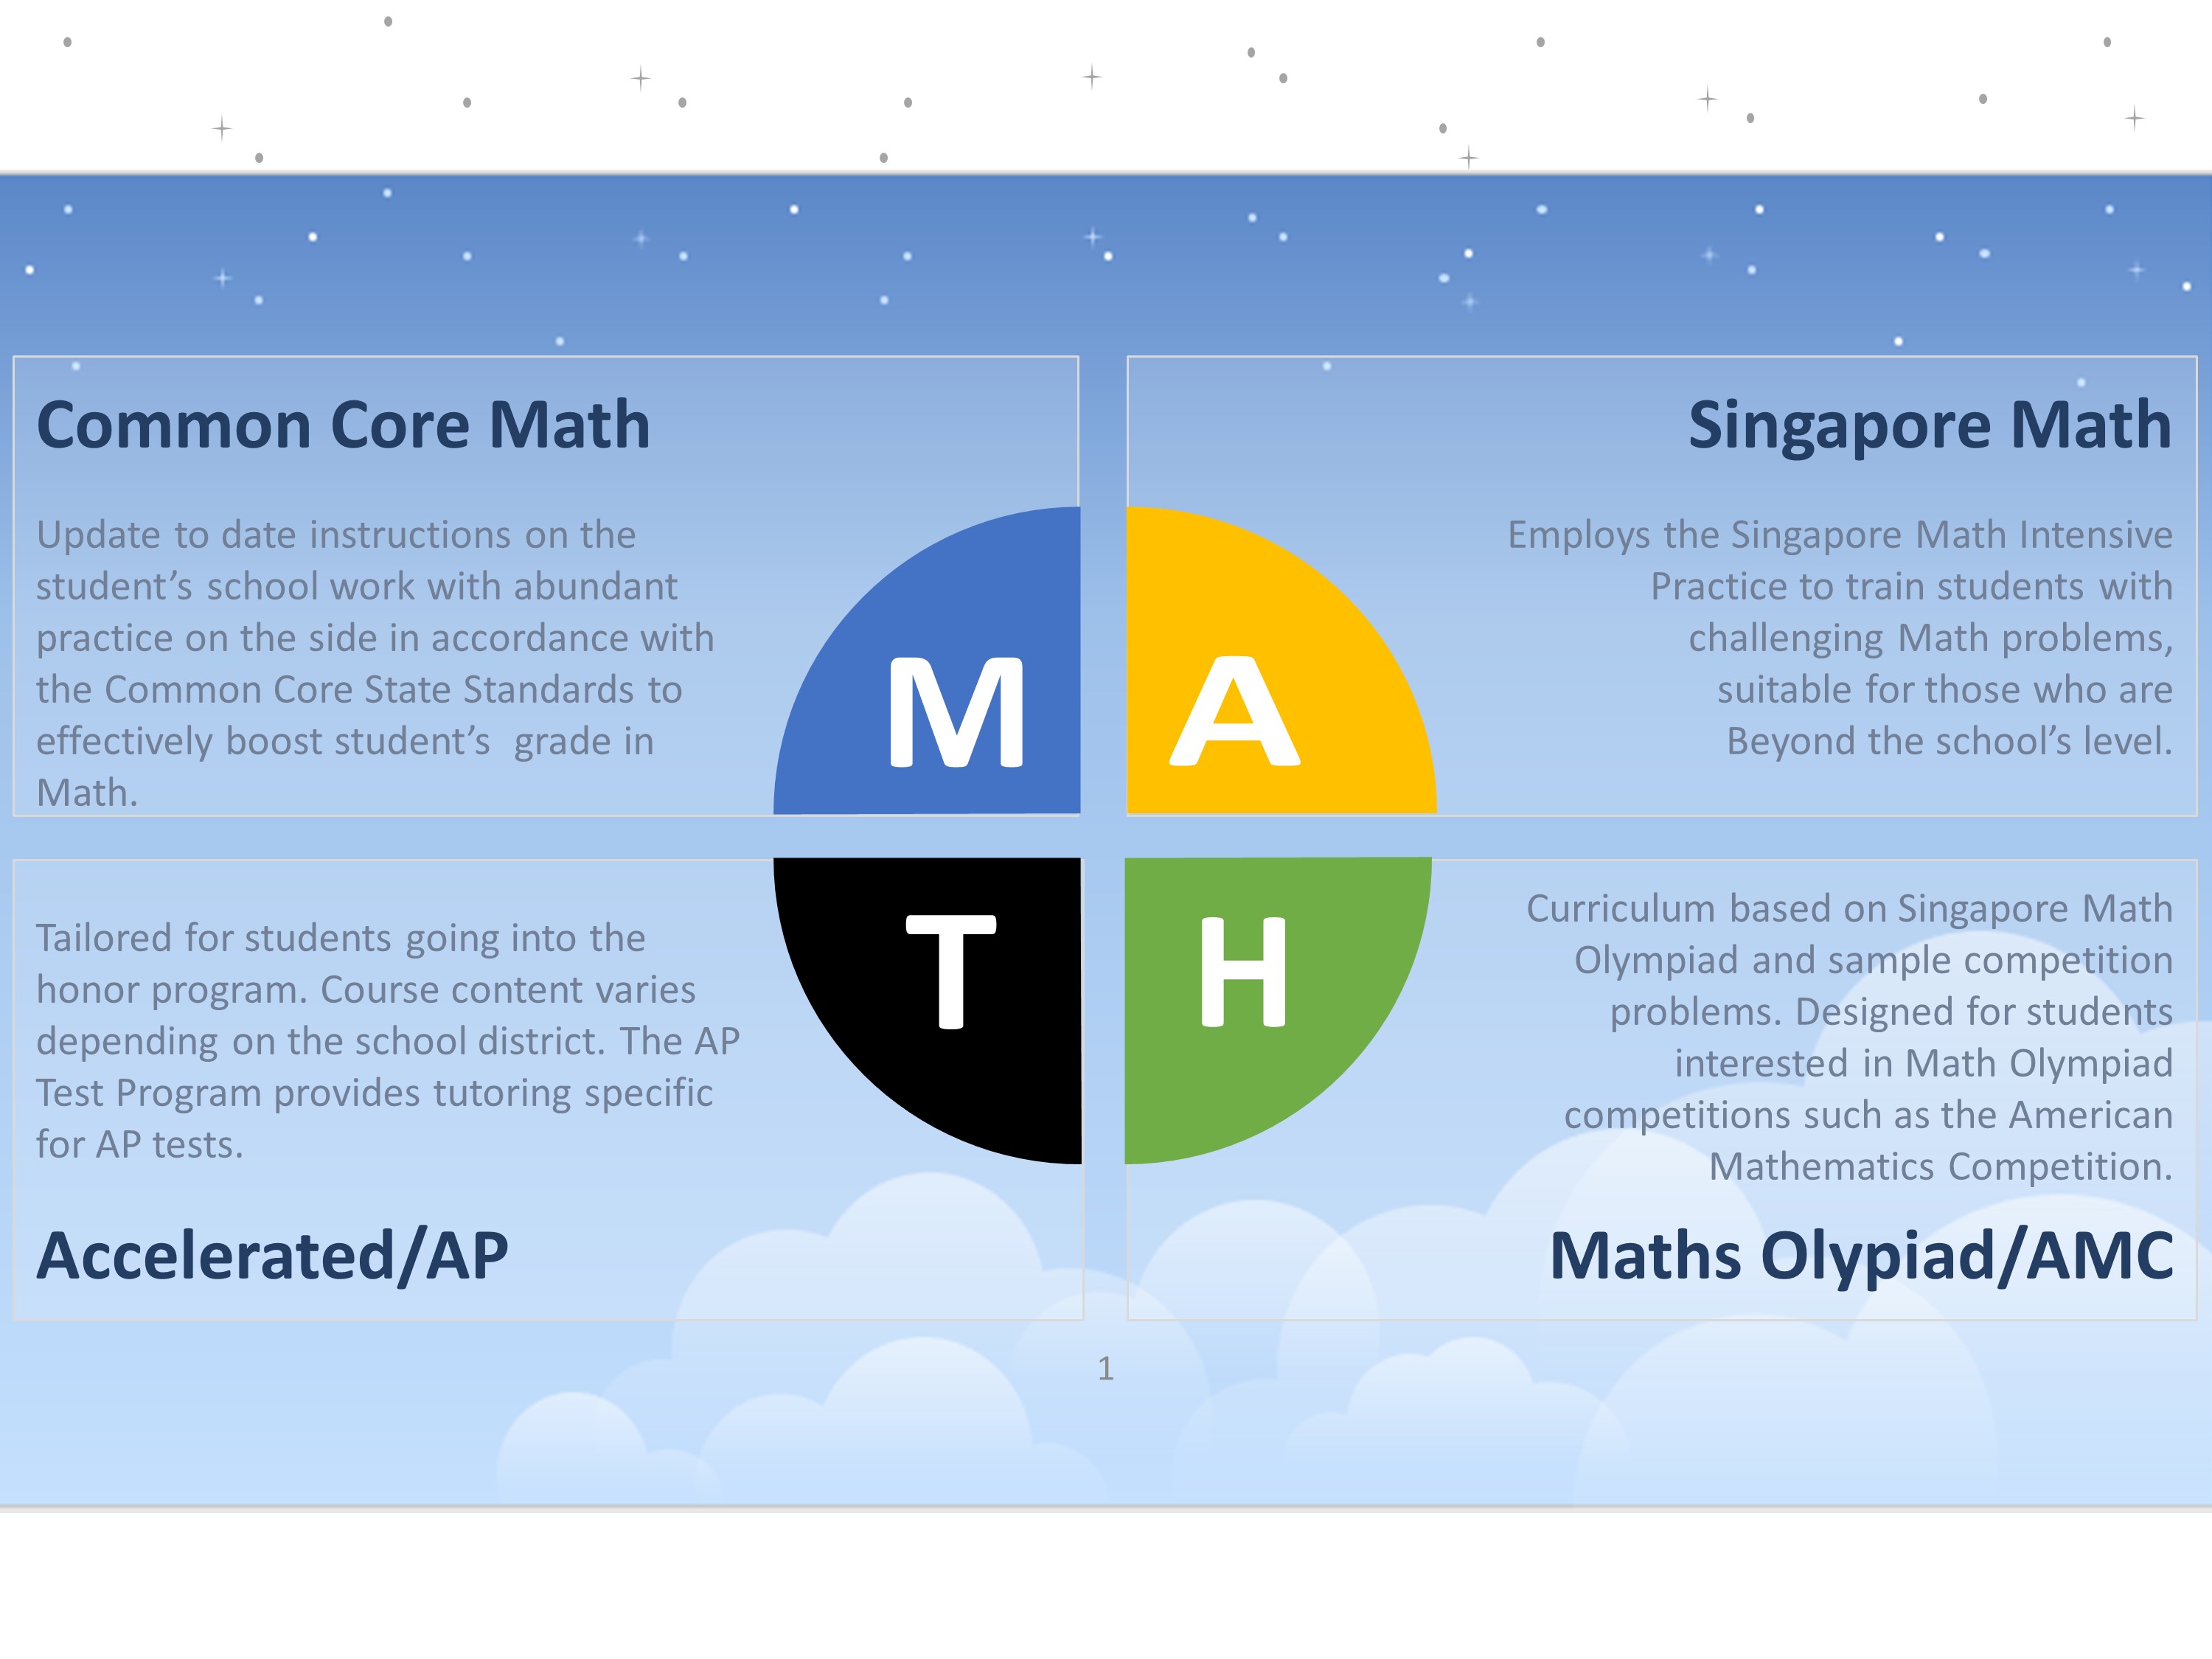 Common Core Math
Update to date instructions on the
student’s school work with abundant
practice on the side in accordance with
the Common Core State Standards to
effectively boost student’s  grade in
Math.
M
Singapore Math
Employs the Singapore Math Intensive
Practice to train students with
challenging Math problems,
suitable for those who are
Beyond the school’s level.
A
Tailored for students going into the
honor program. Course content varies
depending on the school district. The AP
Test Program provides tutoring specific
for AP tests.
Accelerated/AP
T
H
Curriculum based on Singapore Math
Olympiad and sample competition
problems. Designed for students
interested in Math Olympiad
competitions such as the American
Mathematics Competition.
Maths Olypiad/AMC
1